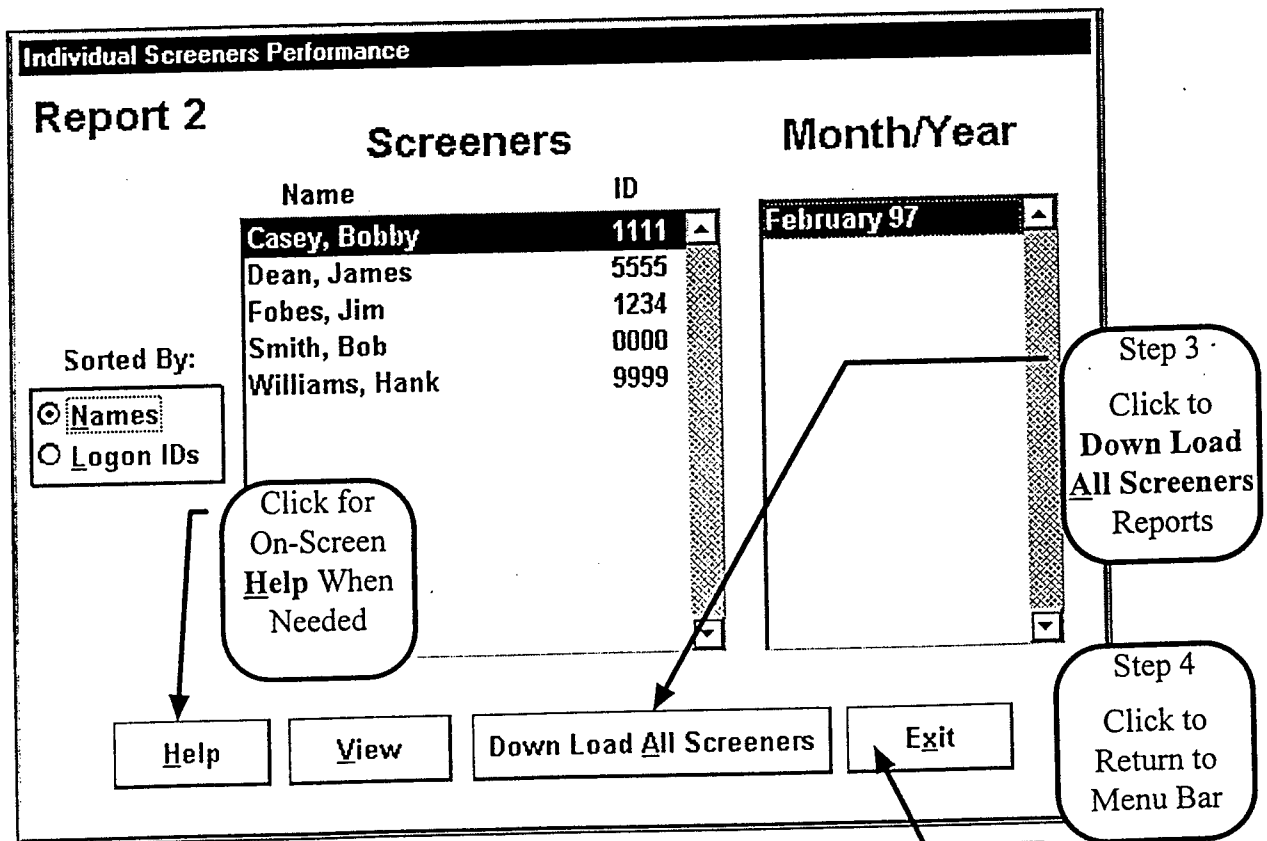 Individual Screeners Performance
Report 2
Screeners
Month/Year
Name ID
Casey, Bobby 1111
Dean, James 5555
Fobes, Jim 1234
Smith, Bob 0000
Williams, Hank 9999
February 97
Sorted By:
Names
Logon IDs
Click for
On-Screen
Help When
Needed
Step 3
Click to
Down Load
All Screeners
Reports
Step 4
Click to
Return to
Menu Bar
Help
View
Down Load All Screeners
Exit